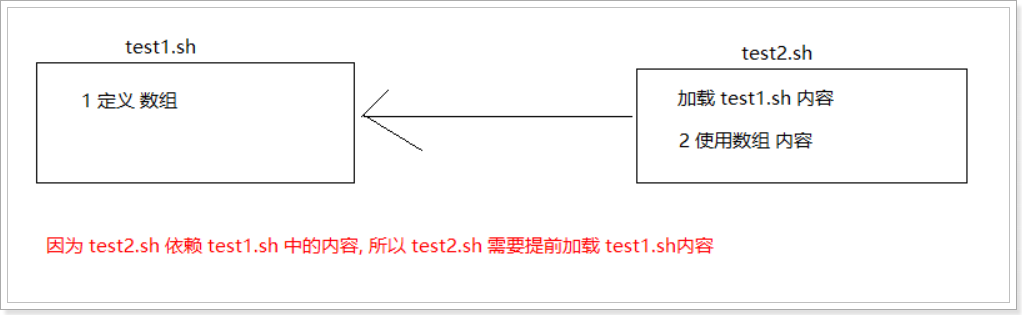 test1.sh
1 定义 数组
test2.sh
加载 test1.sh 内容
2 使用数组 内容
因为 test2.sh 依赖 test1.sh 中的内容, 所以 test2.sh 需要提前加载 test1.sh内容